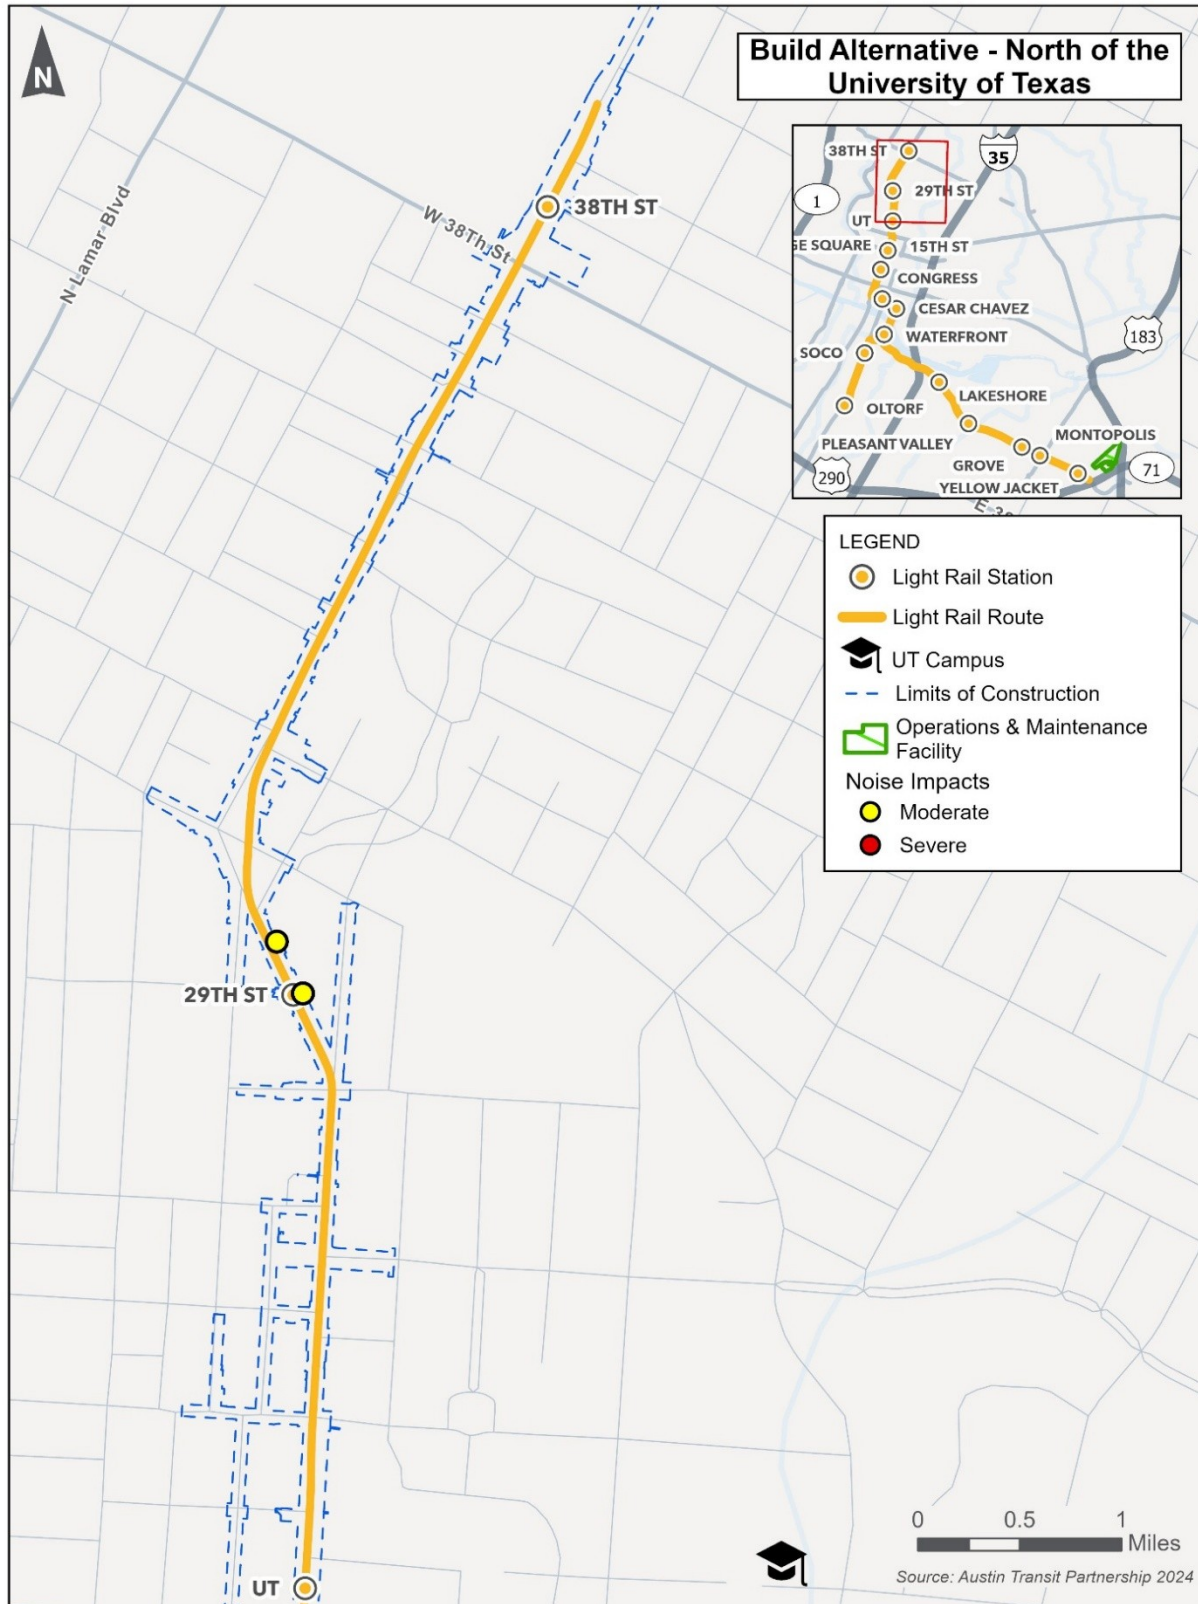 Build Alternative - North of the
University of Texas
N
38TH ST
W 38Th St
N Lamar Blvd
29TH ST
UT
38TH ST
35
1
29TH ST
UT
GE SQUARE
15TH ST
CONGRESS
CESAR CHAVEZ
WATERFRONT
183
SOCO
LAKESHORE
OLTORF
PLEASANT VALLEY
MONTOPOLIS
GROVE
290
71
YELLOW JACKET
LEGEND
Light Rail Station
Light Rail Route
UT Campus
Limits of Construction
Operations & Maintenance
Facility
Noise Impacts
Moderate
Severe
0 0.5 1
Miles
Source: Austin Transit Partnership 2024